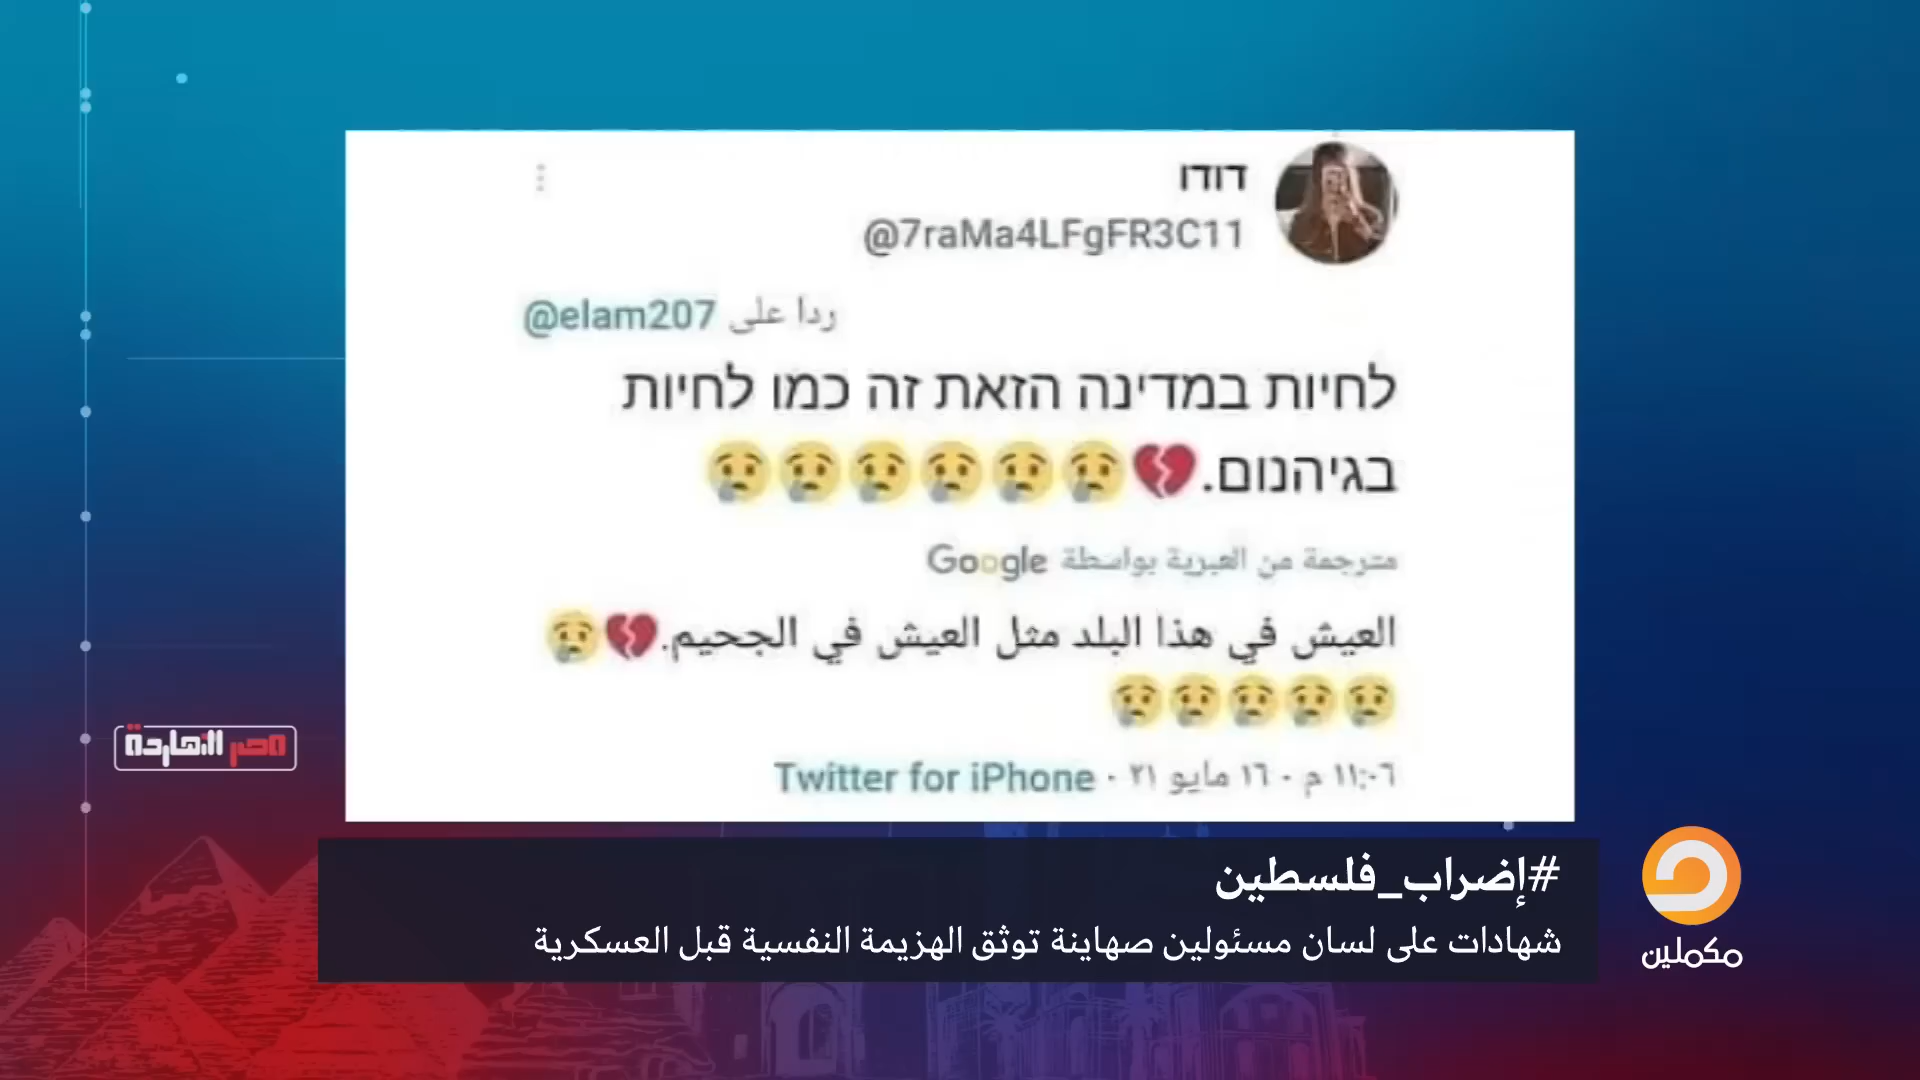 דודו
@7raMa4LFgFR3C11
ردا على @elam207
לחיות במדינה הזאת זה כמו לחיות
בגיהנום.💔😢😢😢😢😢😢
مترجمة من العبرية بواسطة Google
العيش في هذا البلد مثل العيش في الجحيم.💔😢
😢😢😢😢😢
١١:٠٦ م · ١٦ مايو ٢١ · Twitter for iPhone
مصر النهاردة
#إضراب_فلسطين
شهادات على لسان مسئولين صهاينة توثق الهزيمة النفسية قبل العسكرية
مكملين